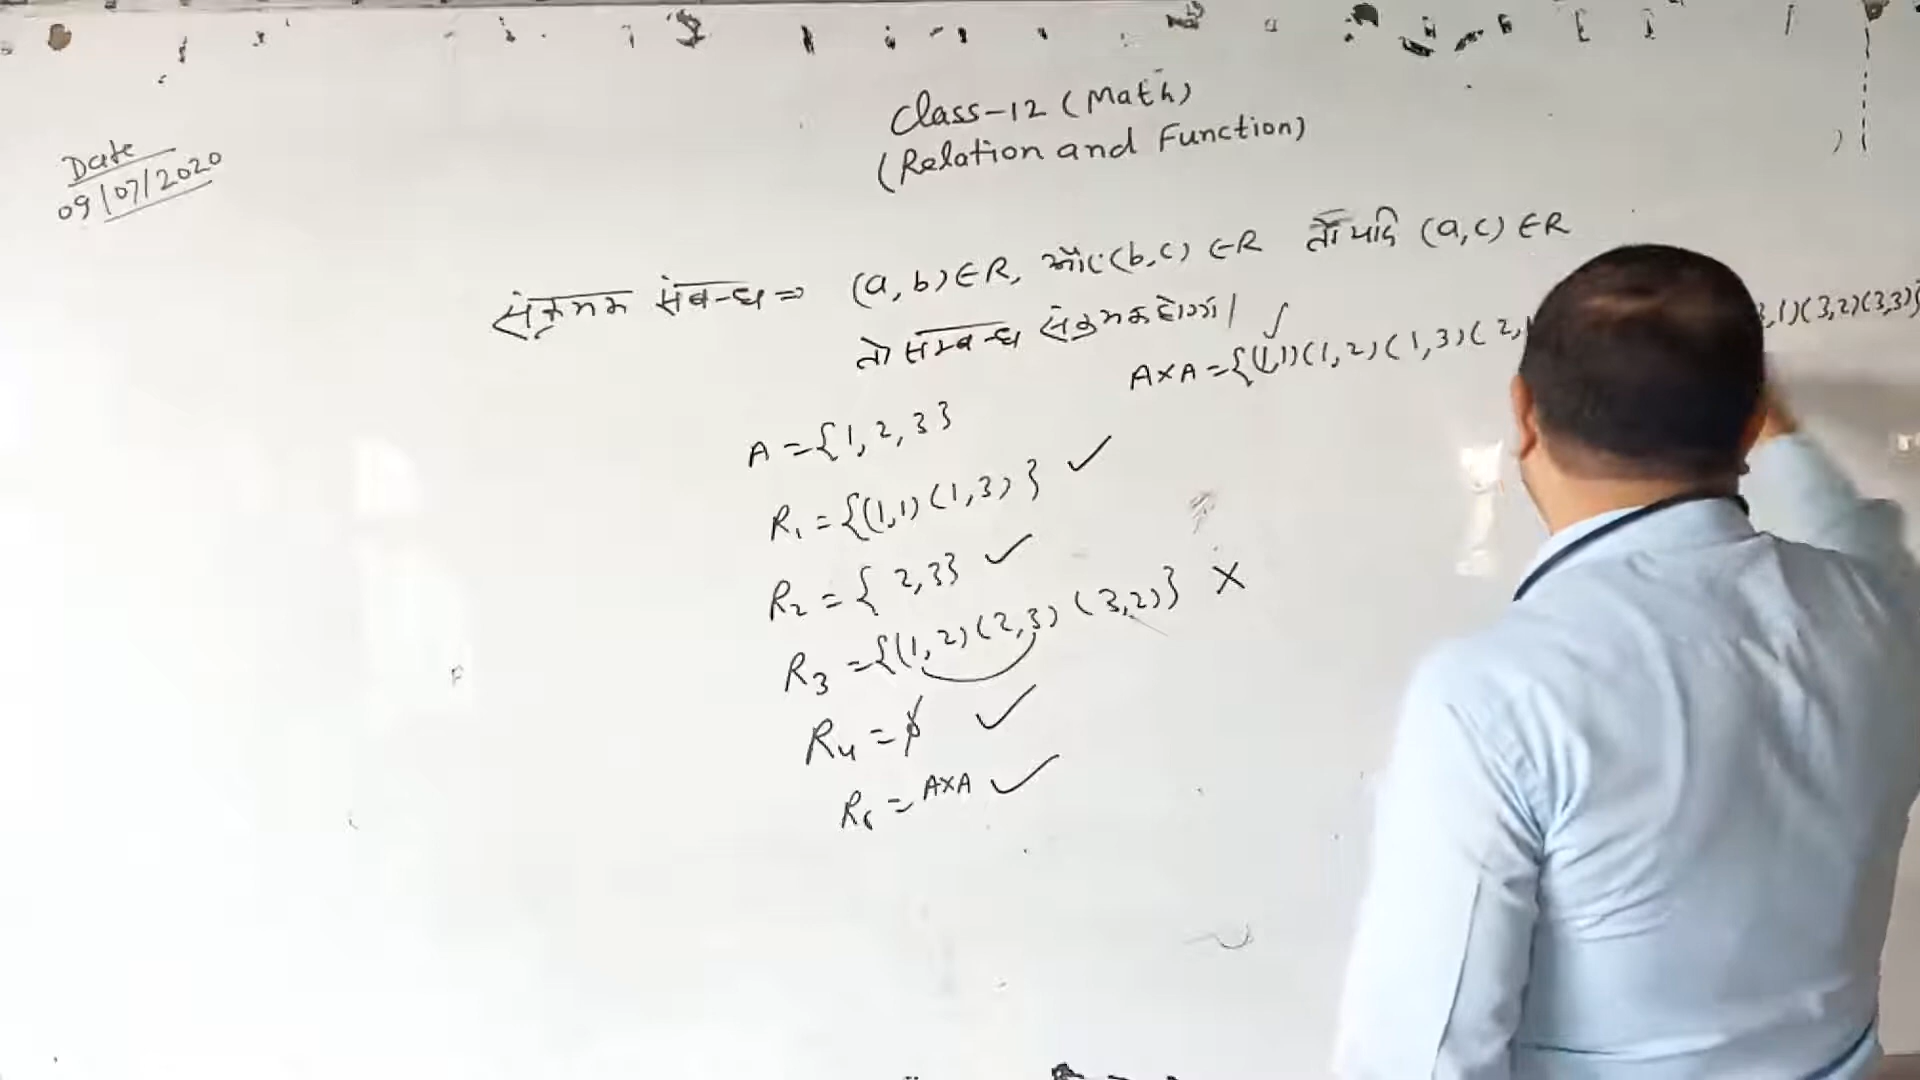 Class-12 (Math)
(Relation and Function)
Date
09/07/2020
संक्रमक संबन्ध ⇒ (a,b)∈R, और (b,c)∈R तो यदि (a,c)∈R
तो सम्बन्ध संक्रमक होगा।
A×A={(1,1)(1,2)(1,3)(2, ,1)(3,2)(3,3)}
A={1,2,3}
R₁={(1,1)(1,3)} ✓
R₂={ 2,3} ✓
R₃={(1,2)(2,3)(3,2)} ×
R₄=ϕ ✓
R₆=A×A ✓